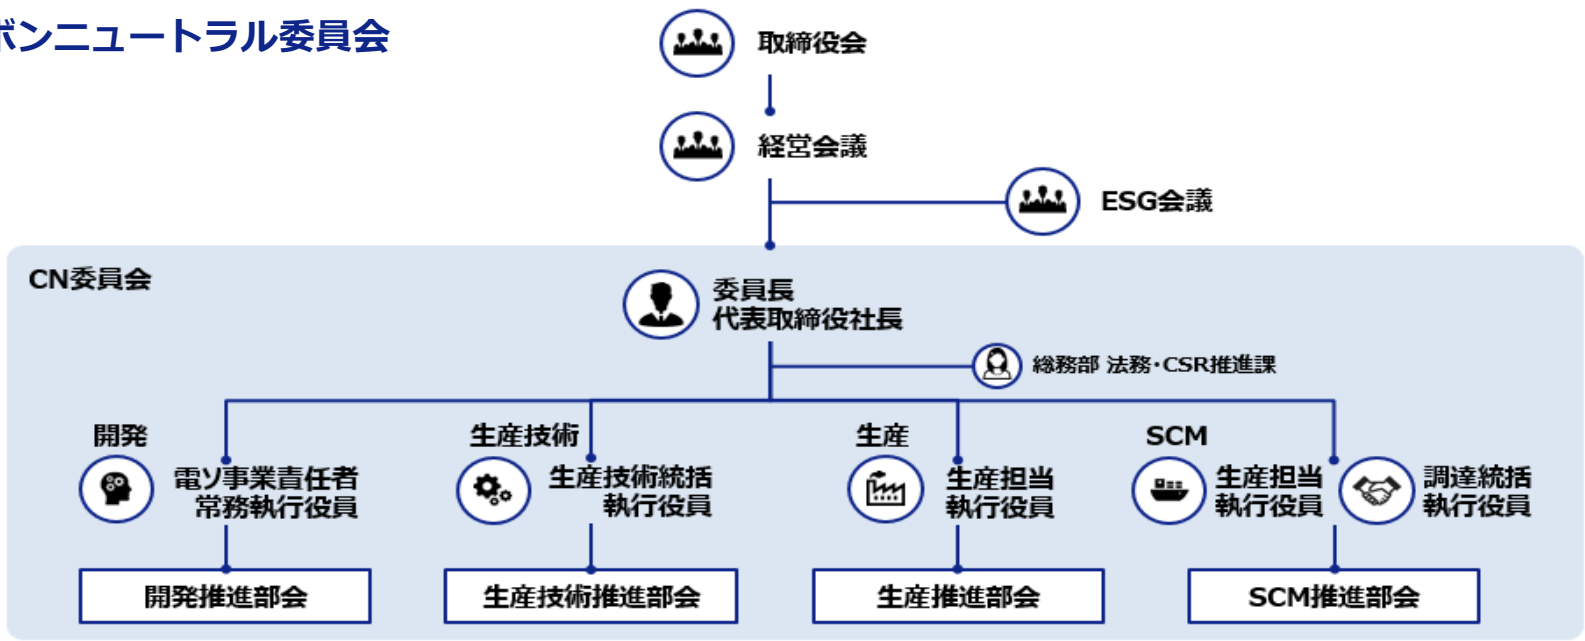 ボンニュートラル委員会
取締役会
経営会議
ESG会議
CN委員会
委員長
代表取締役社長
総務部 法務・CSR推進課
開発
電ソ事業責任者
常務執行役員
生産技術
生産技術統括
執行役員
生産
生産担当
執行役員
SCM
生産担当
執行役員
調達統括
執行役員
開発推進部会
生産技術推進部会
生産推進部会
SCM推進部会